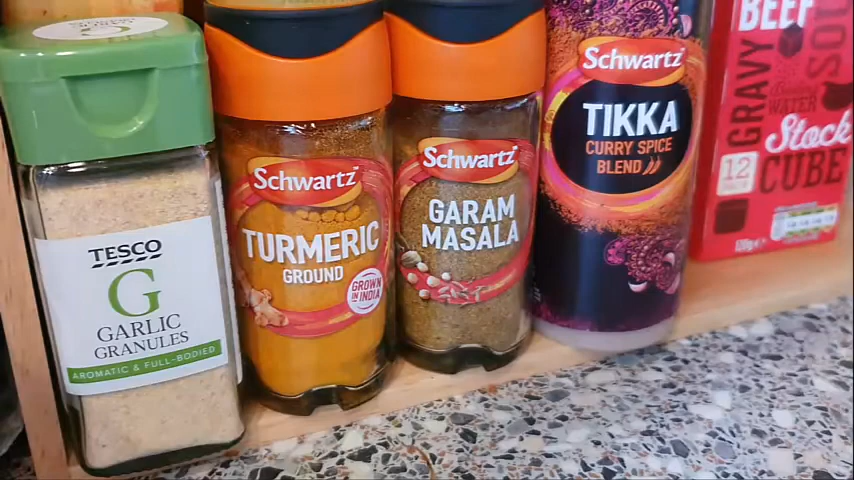 TESCO
G
GARLIC
GRANULES
AROMATIC & FULL-BODIED
Schwartz
TURMERIC
GROUND
GROWN
IN INDIA
Schwartz
GARAM
MASALA
Schwartz
TIKKA
CURRY SPICE
BLEND
BEEF
GRAVY
WATER
Stock
12
CUBE